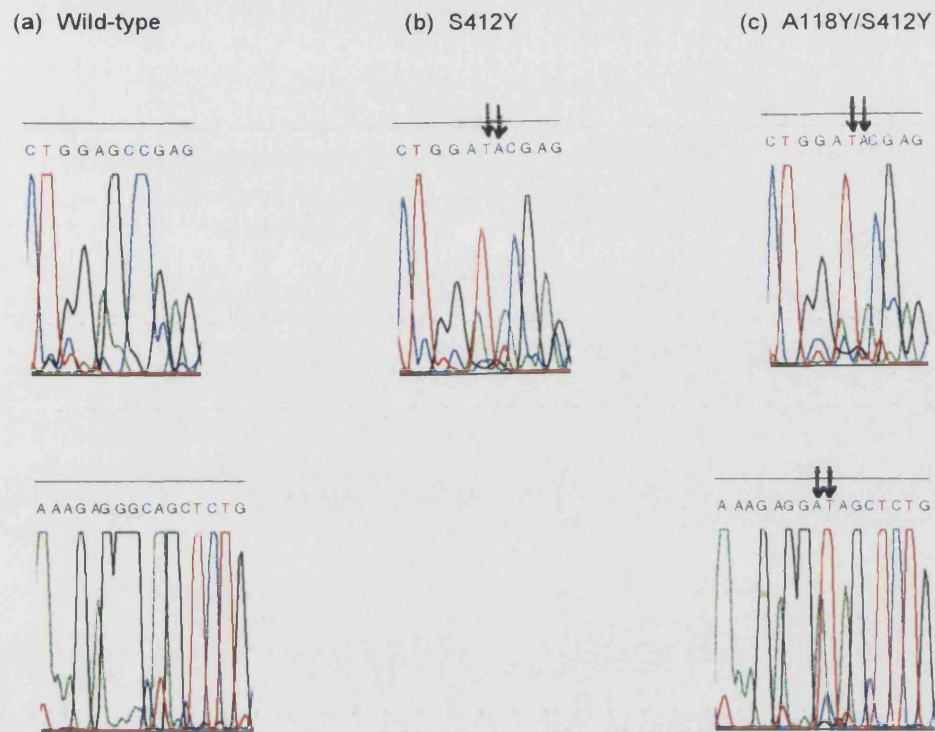 (a) Wild-type
(b) S412Y
(c) A118Y/S412Y
CTGGAGCCGAG
CTGGATACGAG
CTGGATACGAG
AAAGAGGGCAGCTCTG
AAAGAGGATAGCTCTG